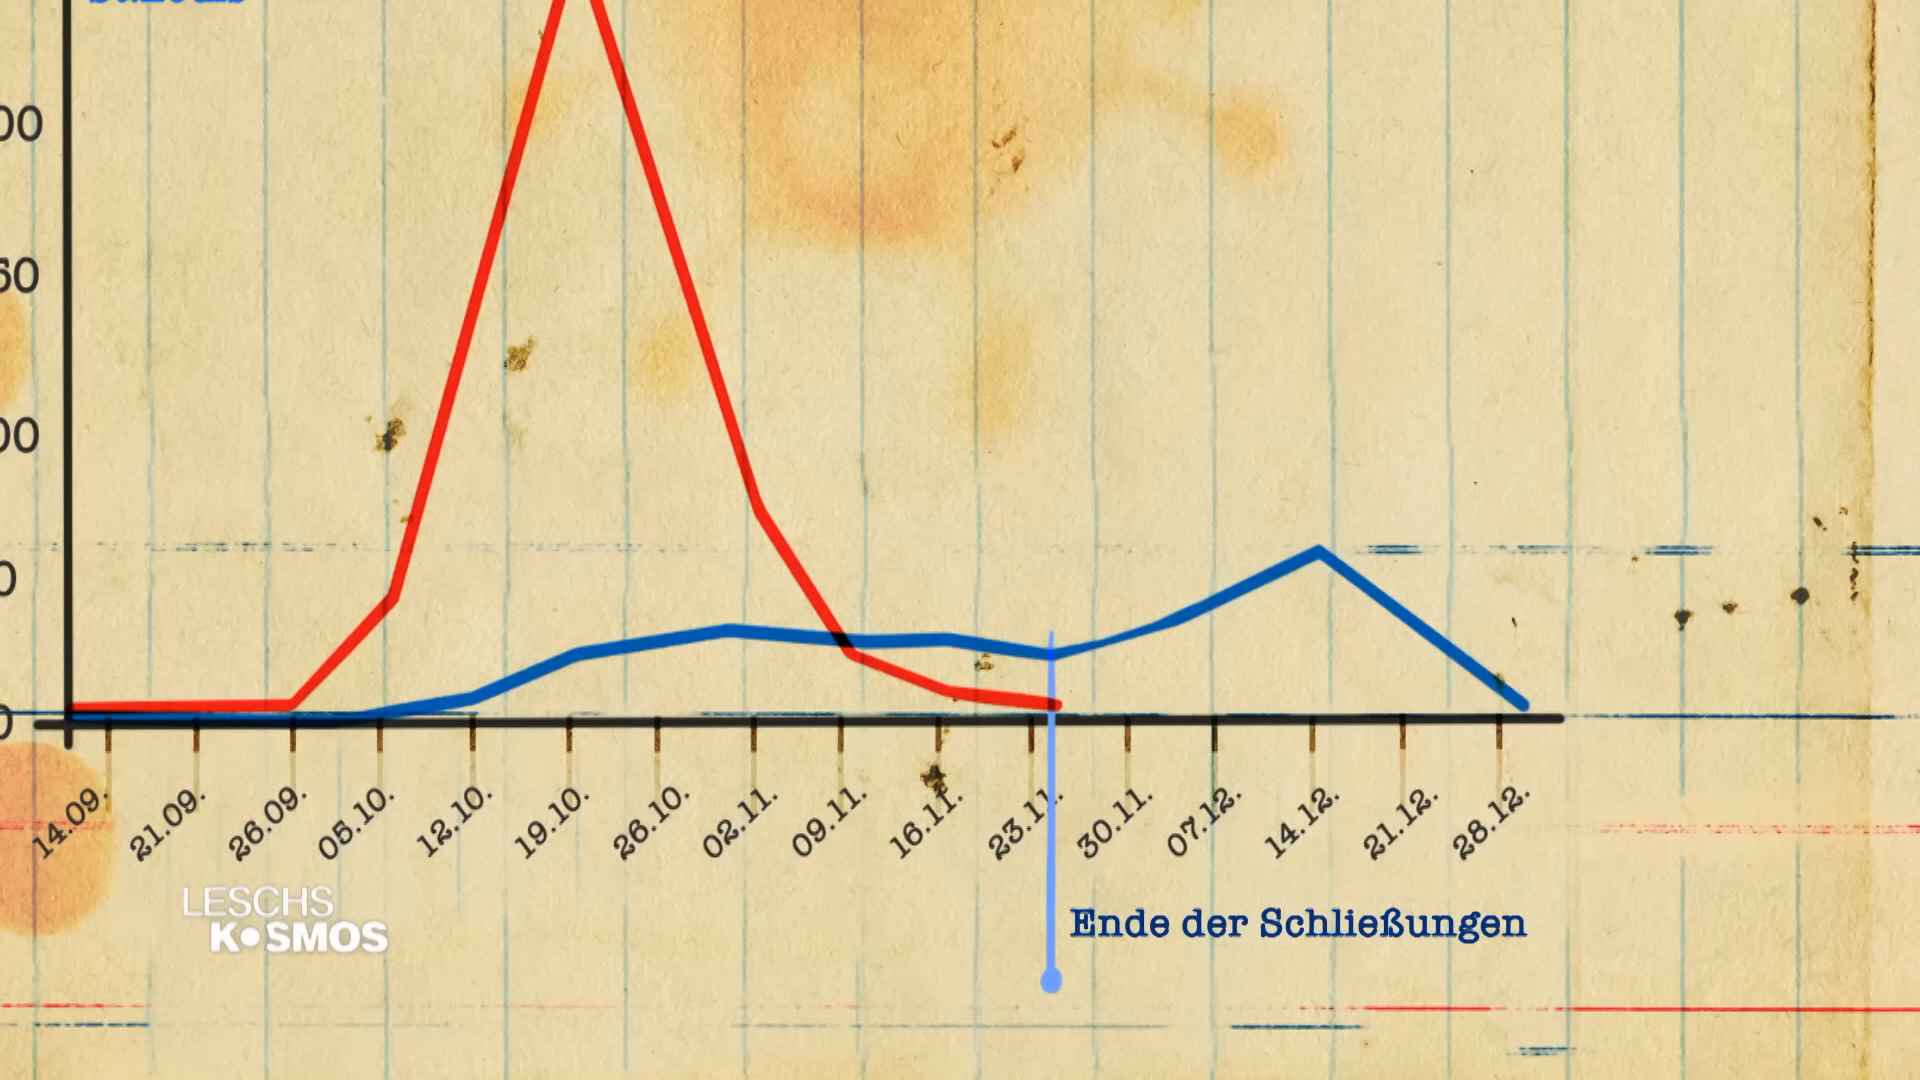 00
50
00
0
0
14.09. 21.09. 26.09. 05.10. 12.10. 19.10. 26.10. 02.11. 09.11. 16.11. 23.11. 30.11. 07.12. 14.12. 21.12. 28.12.
LESCHS
KOSMOS
Ende der Schließungen